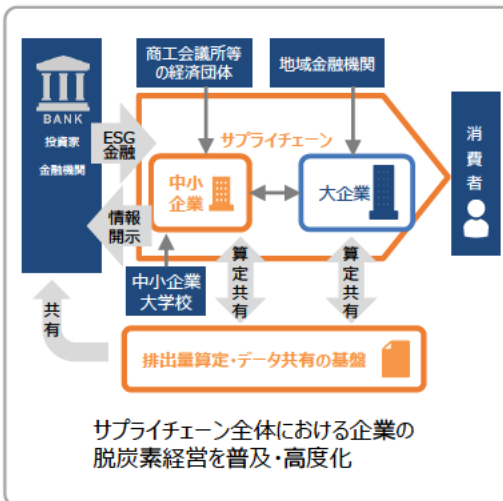 商工会議所等
の経済団体
地域金融機関
BANK
投資家
金融機関
ESG
金融
情報
開示
サプライチェーン
中小
企業
大企業
消費者
中小企業
大学校
算定共有
算定共有
共有
排出量算定・データ共有の基盤
サプライチェーン全体における企業の
脱炭素経営を普及・高度化